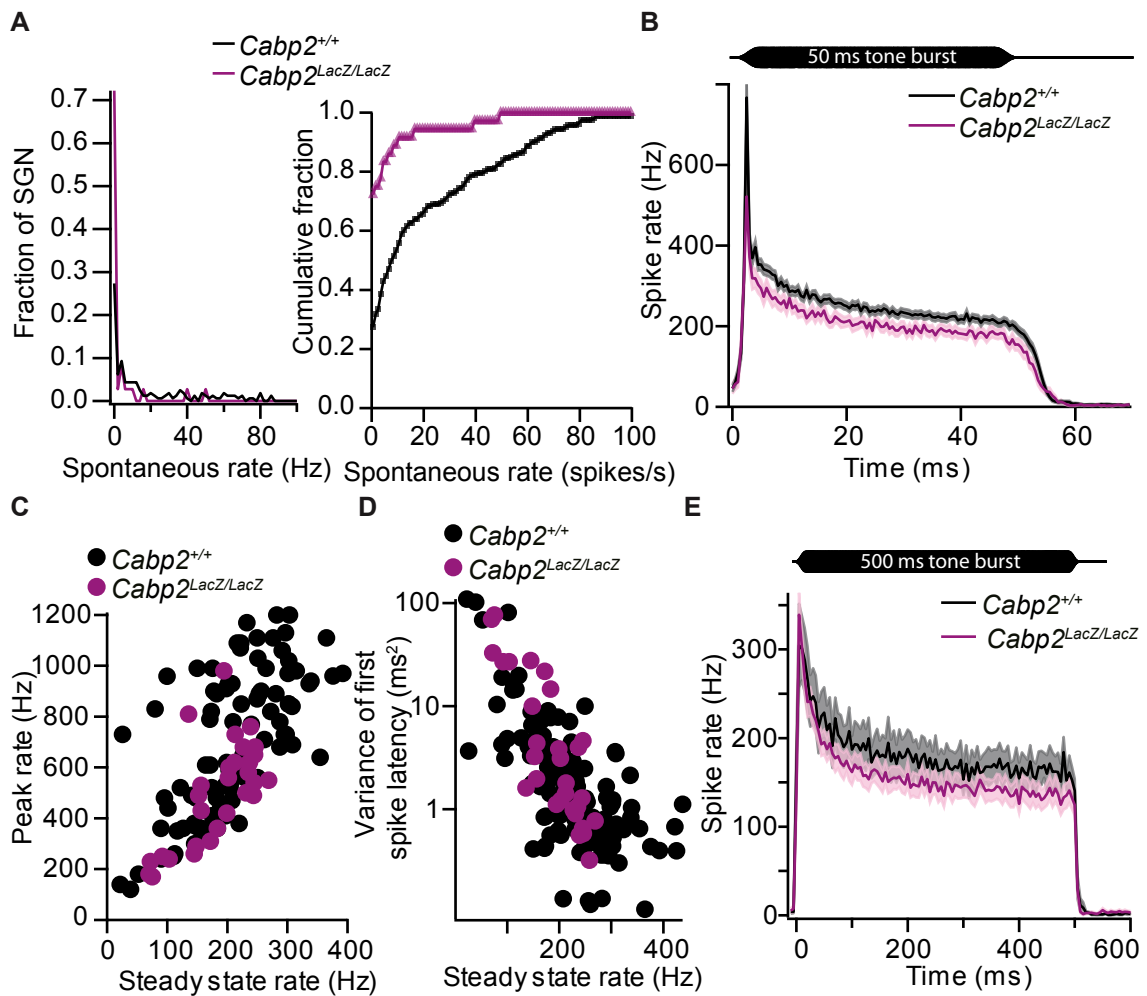 A
Cabp2+/+
Cabp2LacZ/LacZ
0.7
0.6
0.5
0.4
0.3
0.2
0.1
0.0
Fraction of SGN
0
40
80
Spontaneous rate (Hz)
1.0
0.8
0.6
0.4
0.2
0.0
Cumulative fraction
0
20
40
60
80
100
Spontaneous rate (spikes/s)
B
50 ms tone burst
Cabp2+/+
Cabp2LacZ/LacZ
600
400
200
0
Spike rate (Hz)
0
20
40
60
Time (ms)
C
Cabp2+/+
Cabp2LacZ/LacZ
1200
1000
800
600
400
200
0
Peak rate (Hz)
0
100
200
300
400
Steady state rate (Hz)
D
Cabp2+/+
Cabp2LacZ/LacZ
100
10
1
Variance of first
spike latency (ms²)
200
400
Steady state rate (Hz)
E
500 ms tone burst
Cabp2+/+
Cabp2LacZ/LacZ
300
200
150
100
0
Spike rate (Hz)
0
200
400
600
Time (ms)